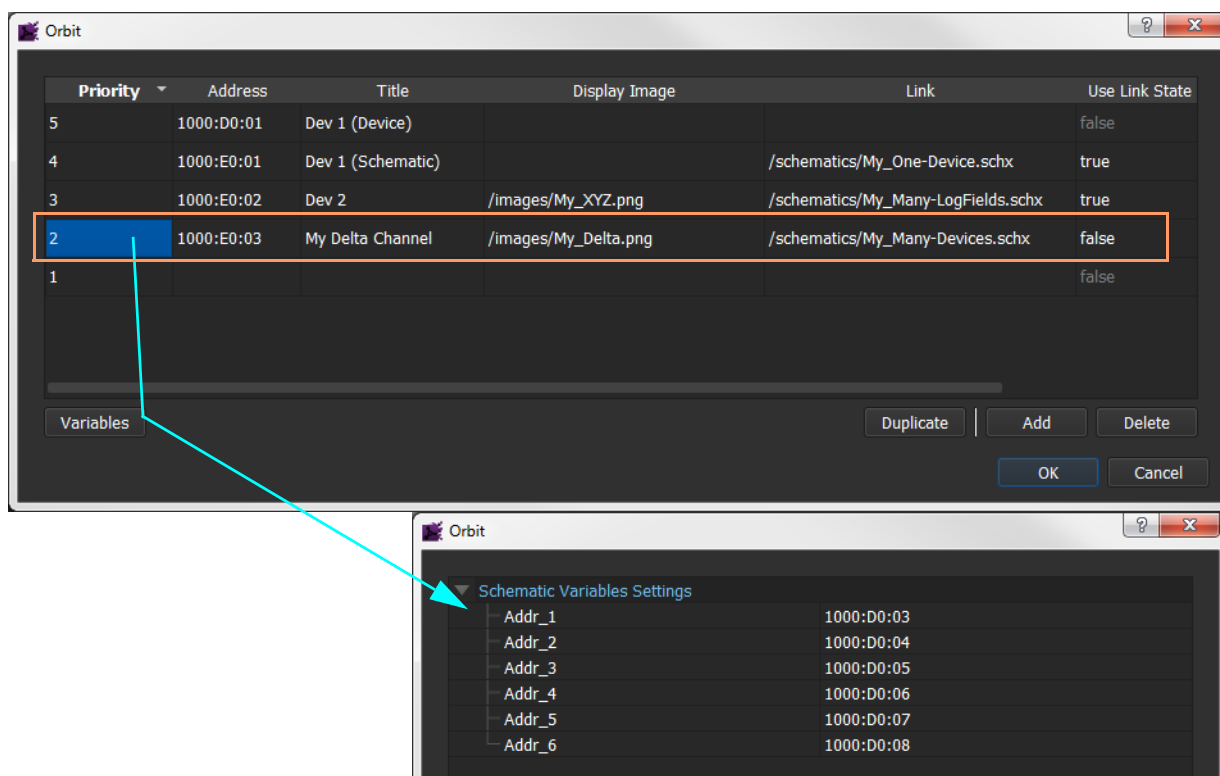 Orbit
Priority Address Title Display Image Link Use Link State
5 1000:D0:01 Dev 1 (Device) false
4 1000:E0:01 Dev 1 (Schematic) /schematics/My_One-Device.schx true
3 1000:E0:02 Dev 2 /images/My_XYZ.png /schematics/My_Many-LogFields.schx true
2 1000:E0:03 My Delta Channel /images/My_Delta.png /schematics/My_Many-Devices.schx false
1 false
Variables Duplicate Add Delete
OK Cancel
Orbit
Schematic Variables Settings
Addr_1 1000:D0:03
Addr_2 1000:D0:04
Addr_3 1000:D0:05
Addr_4 1000:D0:06
Addr_5 1000:D0:07
Addr_6 1000:D0:08